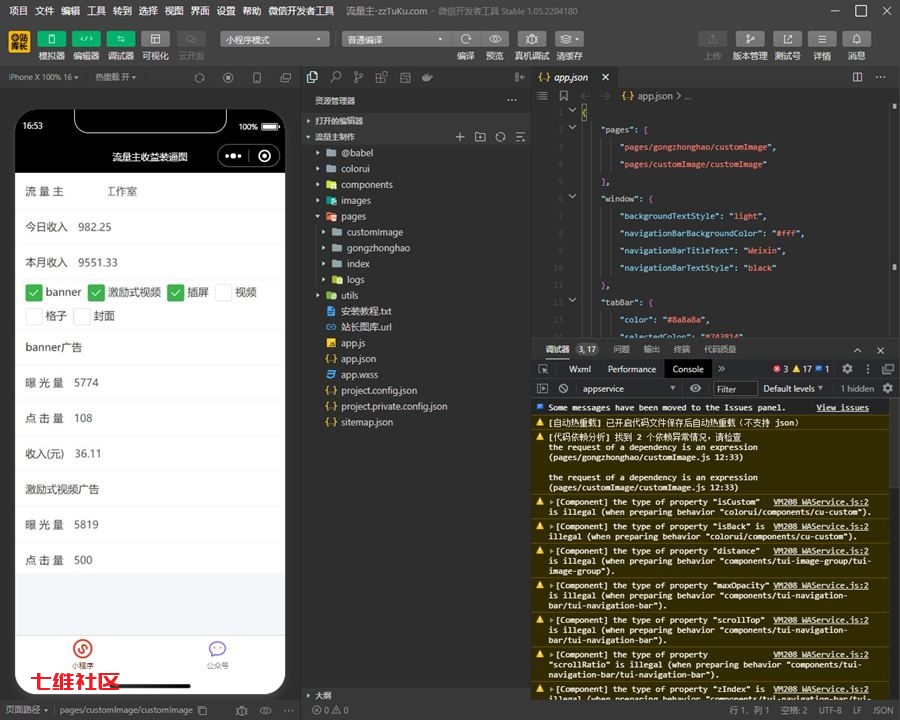 项目 文件 编辑 工具 转到 选择 视图 界面 设置 帮助 微信开发者工具 流量主-zzTuKu.com - 微信开发者工具 Stable 1.05.2204180
站长图库
模拟器 编辑器 调试器 可视化 云开发
小程序模式 普通编译
编译 预览 真机调试 清缓存
上传 版本管理 测试号 详情 消息
iPhone X 100% 16 热重载 开
16:53 100%
流量主收益装逼图
流 量 主 工作室
今日收入 982.25
本月收入 9551.33
banner 激励式视频 插屏 视频
格子 封面
banner广告
曝 光 量 5774
点 击 量 108
收入(元) 36.11
激励式视频广告
曝 光 量 5819
点 击 量 500
小程序 公众号
七维社区
页面路径 pages/customImage/customImage
资源管理器
打开的编辑器
流量主制作
@babel
colorui
components
images
pages
customImage
gongzhonghao
index
logs
utils
安装教程.txt
站长图库.url
app.js
app.json
app.wxss
project.config.json
project.private.config.json
sitemap.json
大纲
0 0
app.json
{..} app.json > ...
1 {
2 "pages": [
3 "pages/gongzhonghao/customImage",
4 "pages/customImage/customImage"
5 ],
6 "window": {
7 "backgroundTextStyle": "light",
8 "navigationBarBackgroundColor": "#fff",
9 "navigationBarTitleText": "Weixin",
10 "navigationBarTextStyle": "black"
11 },
12 "tabBar": {
13 "color": "#8a8a8a",
"selectedColor": "#743814"
调试器 3, 17 问题 输出 终端 代码质量
Wxml Performance Console » 3 17 1
appservice Filter Default levels 1 hidden
Some messages have been moved to the Issues panel. View issues
[自动热重载] 已开启代码文件保存后自动热重载（不支持 json）
[代码依赖分析] 找到 2 个依赖异常情况，请检查
the request of a dependency is an expression
(pages/gongzhonghao/customImage.js 12:33)
the request of a dependency is an expression
(pages/customImage/customImage.js 12:33)
[Component] the type of property "isCustom" VM208 WAService.js:2
is illegal (when preparing behavior "colorui/components/cu-custom").
[Component] the type of property "isBack" is VM208 WAService.js:2
illegal (when preparing behavior "colorui/components/cu-custom").
[Component] the type of property "distance" VM208 WAService.js:2
is illegal (when preparing behavior "components/tui-image-group/tui-
image-group").
[Component] the type of property "maxOpacity" VM208 WAService.js:2
is illegal (when preparing behavior "components/tui-navigation-
bar/tui-navigation-bar").
[Component] the type of property "scrollTop" VM208 WAService.js:2
is illegal (when preparing behavior "components/tui-navigation-
bar/tui-navigation-bar").
[Component] the type of property VM208 WAService.js:2
"scrollRatio" is illegal (when preparing behavior "components/tui-
navigation-bar/tui-navigation-bar").
[Component] the type of property "zIndex" is VM208 WAService.js:2
illegal (when preparing behavior "components/tui-navigation-
行 1，列 1 空格: 2 UTF-8 LF JSON